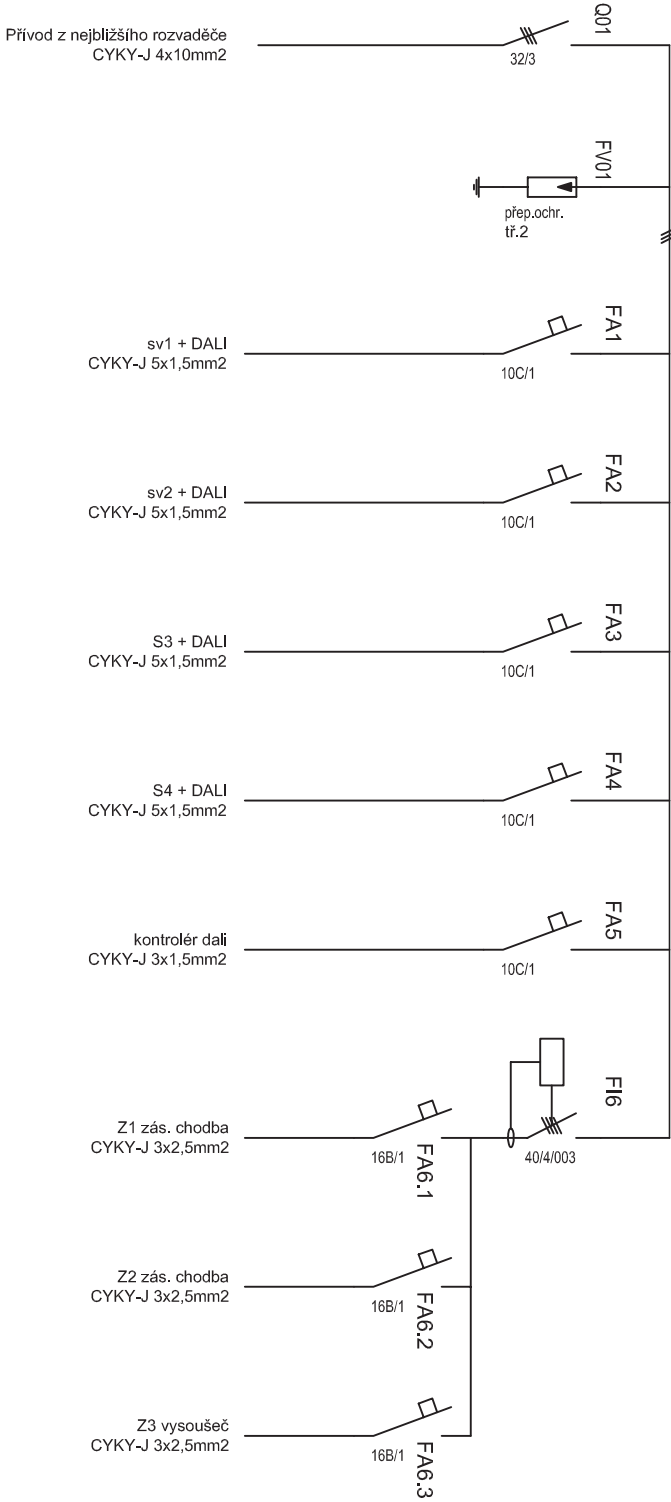 Přívod z nejbližšího rozvaděče
CYKY-J 4x10mm2
Q01
32/3
FV01
přep.ochr.
tř.2
sv1 + DALI
CYKY-J 5x1,5mm2
FA1
10C/1
sv2 + DALI
CYKY-J 5x1,5mm2
FA2
10C/1
S3 + DALI
CYKY-J 5x1,5mm2
FA3
10C/1
S4 + DALI
CYKY-J 5x1,5mm2
FA4
10C/1
kontrolér dali
CYKY-J 3x1,5mm2
FA5
10C/1
FI6
40/4/003
Z1 zás. chodba
CYKY-J 3x2,5mm2
16B/1
FA6.1
Z2 zás. chodba
CYKY-J 3x2,5mm2
16B/1
FA6.2
Z3 vysoušeč
CYKY-J 3x2,5mm2
16B/1
FA6.3